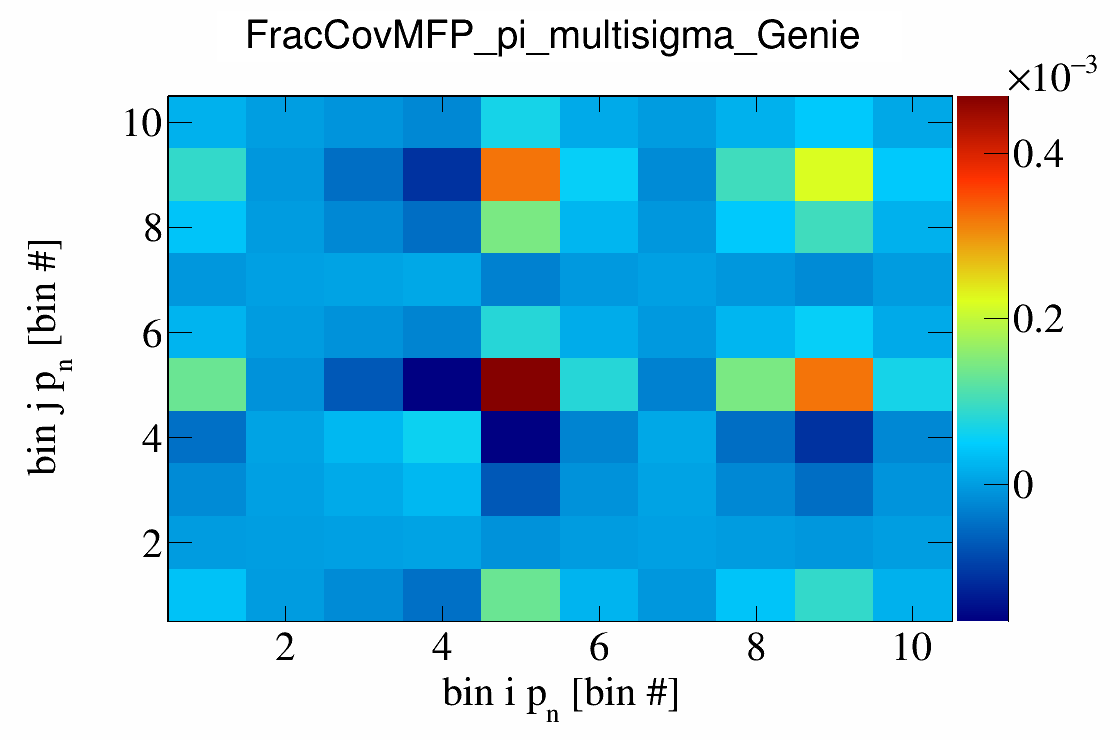 FracCovMFP_pi_multisigma_Genie
×10−3
10
8
6
4
2
0.4
0.2
0
2 4 6 8 10
bin j pn [bin #]
bin i pn [bin #]